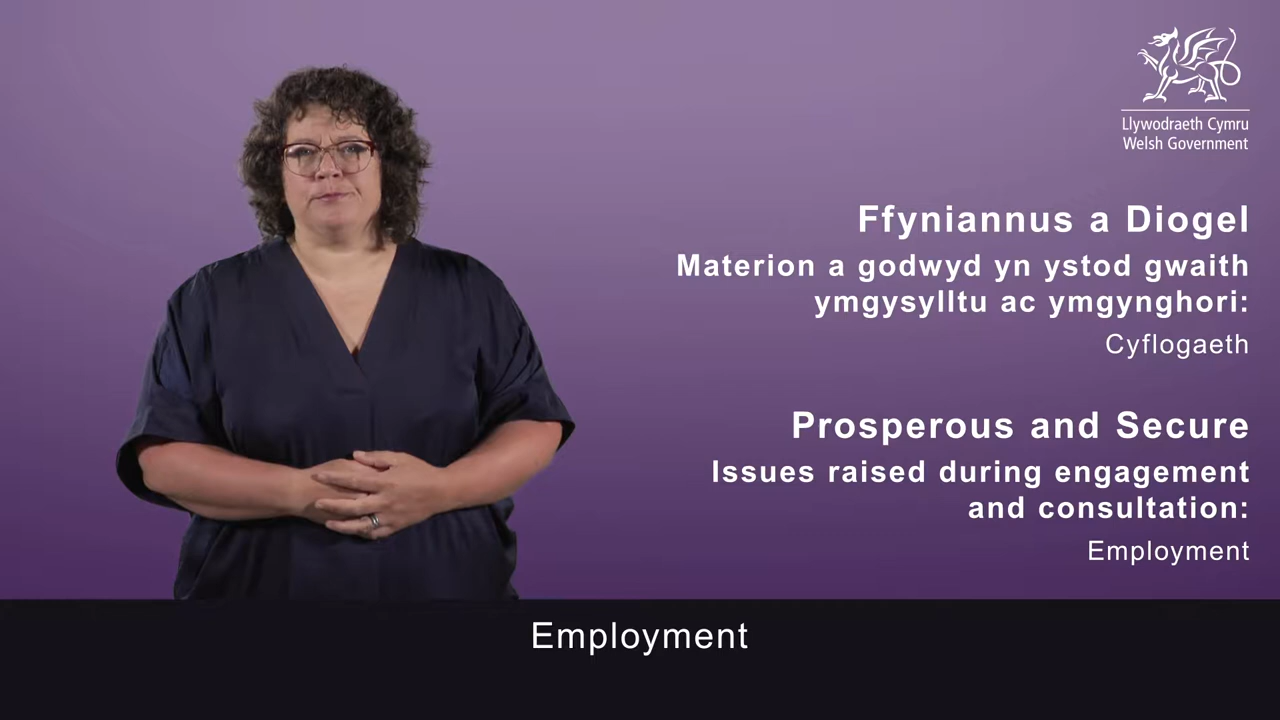 Llywodraeth Cymru
Welsh Government
Ffyniannus a Diogel
Materion a godwyd yn ystod gwaith
ymgysylltu ac ymgynghori:
Cyflogaeth
Prosperous and Secure
Issues raised during engagement
and consultation:
Employment
Employment